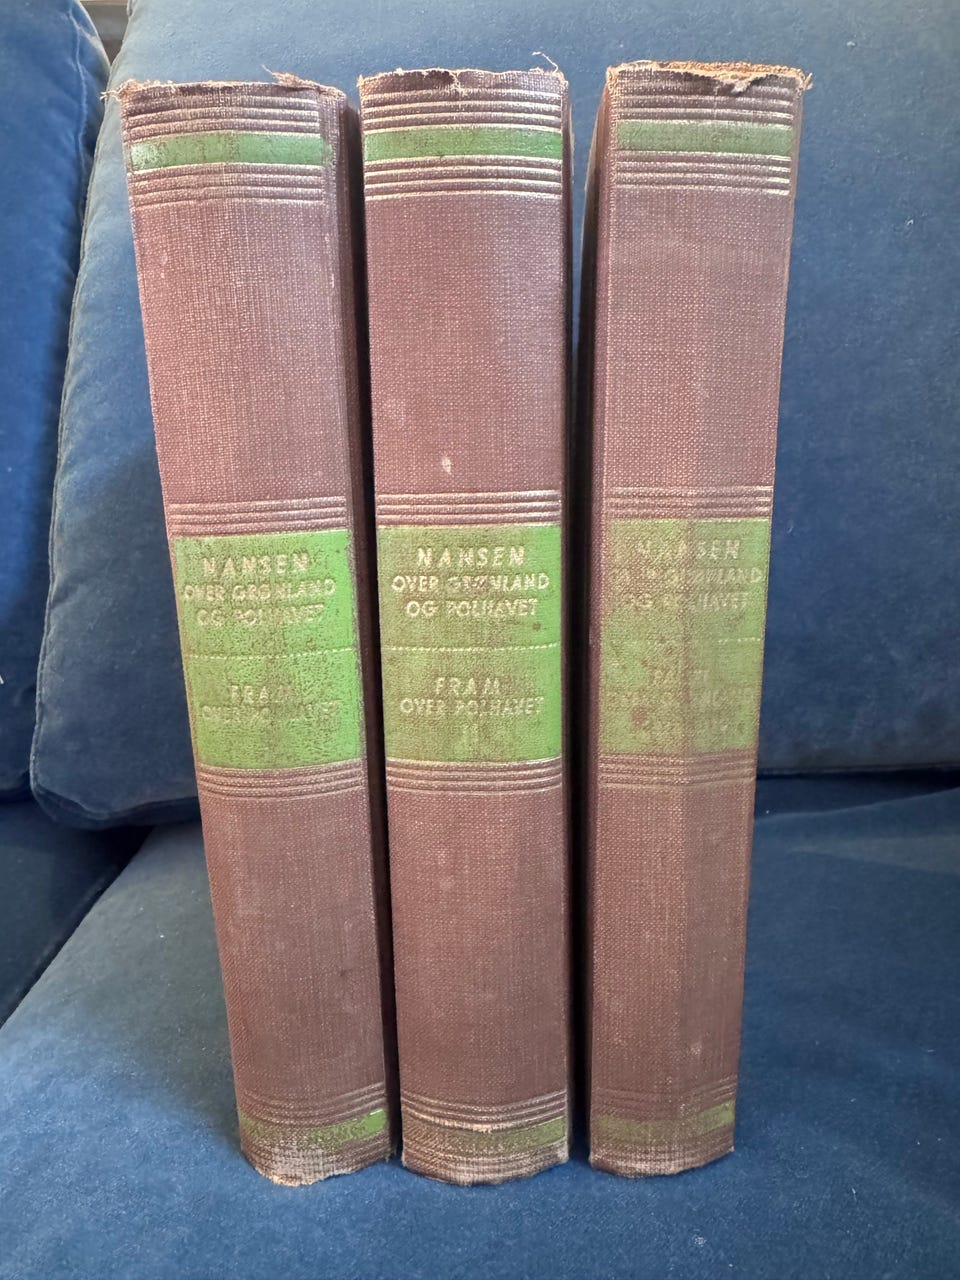 NANSEN
OVER GRØNLAND
OG POLHAVET
FRAM
OVER POLHAVET
NANSEN
OVER GRØNLAND
OG POLHAVET
FRAM
OVER POLHAVET
II
NANSEN
GRØNLAND
OG POLHAVET